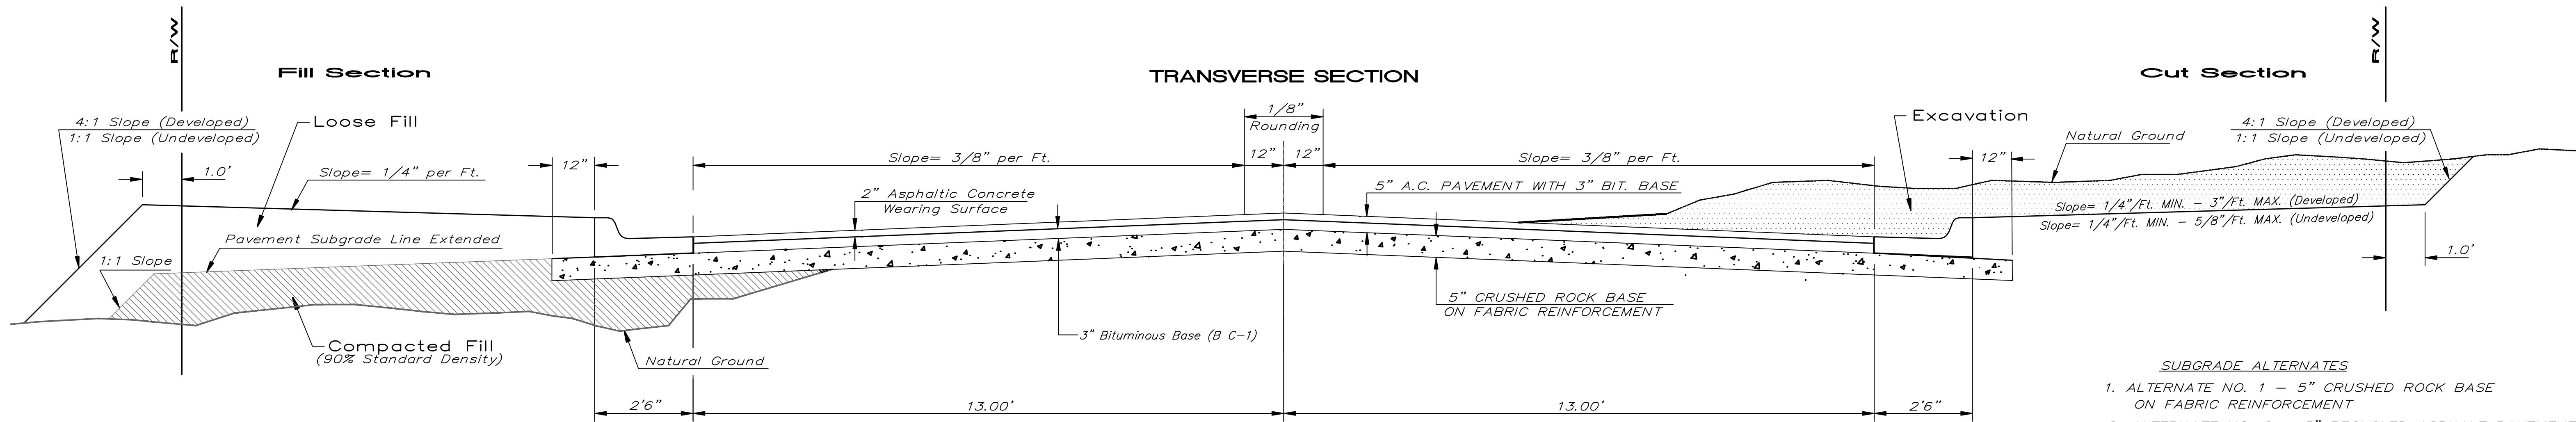 R/W
R/W
Fill Section
TRANSVERSE SECTION
Cut Section
4:1 Slope (Developed)
1:1 Slope (Undeveloped)
Loose Fill
1/8"
Rounding
Excavation
Natural Ground
4:1 Slope (Developed)
1:1 Slope (Undeveloped)
1.0'
Slope= 1/4" per Ft.
12"
Slope= 3/8" per Ft.
12"
12"
Slope= 3/8" per Ft.
12"
2" Asphaltic Concrete
Wearing Surface
5" A.C. PAVEMENT WITH 3" BIT. BASE
Slope= 1/4"/Ft. MIN. - 3"/Ft. MAX. (Developed)
Slope= 1/4"/Ft. MIN. - 5/8"/Ft. MAX. (Undeveloped)
Pavement Subgrade Line Extended
1:1 Slope
1.0'
5" CRUSHED ROCK BASE
ON FABRIC REINFORCEMENT
3" Bituminous Base (B C-1)
Compacted Fill
(90% Standard Density)
Natural Ground
2'6"
13.00'
13.00'
2'6"
SUBGRADE ALTERNATES
1. ALTERNATE NO. 1 - 5" CRUSHED ROCK BASE
ON FABRIC REINFORCEMENT